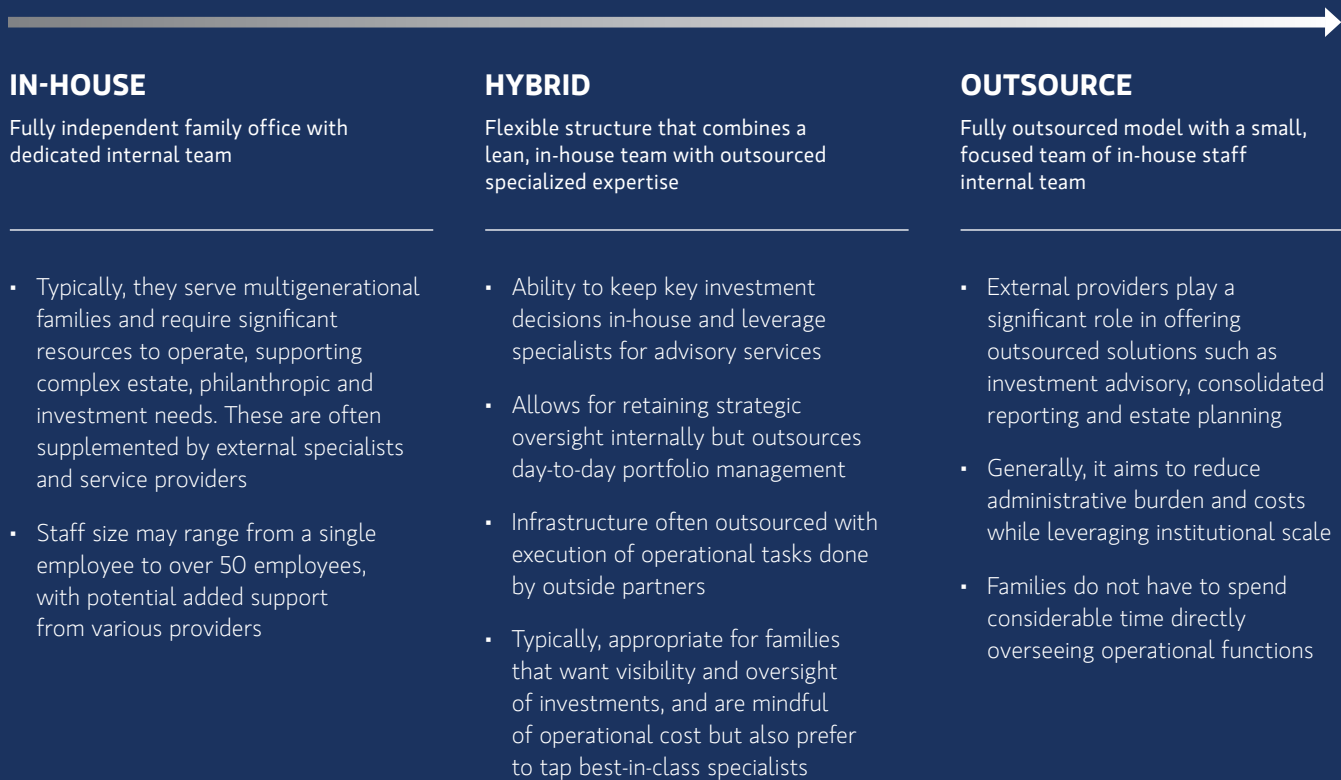 IN-HOUSE
Fully independent family office with
dedicated internal team
▪ Typically, they serve multigenerational
families and require significant
resources to operate, supporting
complex estate, philanthropic and
investment needs. These are often
supplemented by external specialists
and service providers
▪ Staff size may range from a single
employee to over 50 employees,
with potential added support
from various providers
HYBRID
Flexible structure that combines a
lean, in-house team with outsourced
specialized expertise
▪ Ability to keep key investment
decisions in-house and leverage
specialists for advisory services
▪ Allows for retaining strategic
oversight internally but outsources
day-to-day portfolio management
▪ Infrastructure often outsourced with
execution of operational tasks done
by outside partners
▪ Typically, appropriate for families
that want visibility and oversight
of investments, and are mindful
of operational cost but also prefer
to tap best-in-class specialists
OUTSOURCE
Fully outsourced model with a small,
focused team of in-house staff
internal team
▪ External providers play a
significant role in offering
outsourced solutions such as
investment advisory, consolidated
reporting and estate planning
▪ Generally, it aims to reduce
administrative burden and costs
while leveraging institutional scale
▪ Families do not have to spend
considerable time directly
overseeing operational functions